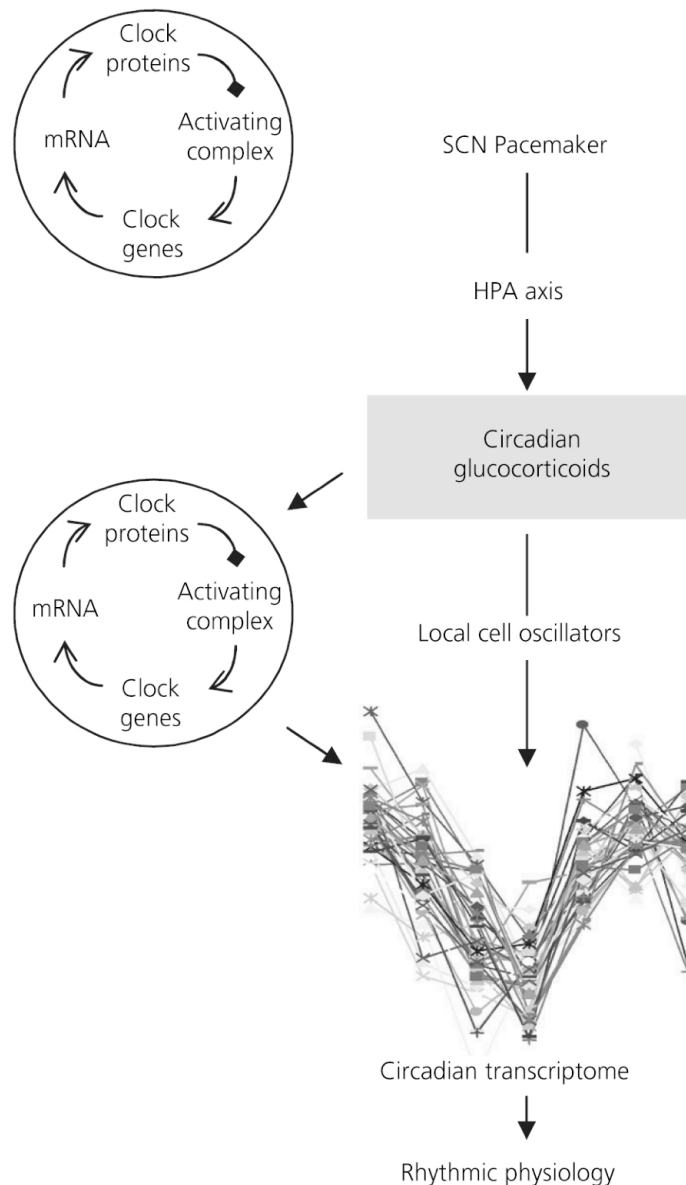 Clock
proteins
mRNA
Activating
complex
Clock
genes
SCN Pacemaker
HPA axis
Circadian
glucocorticoids
Clock
proteins
mRNA
Activating
complex
Clock
genes
Local cell oscillators
Circadian transcriptome
Rhythmic physiology